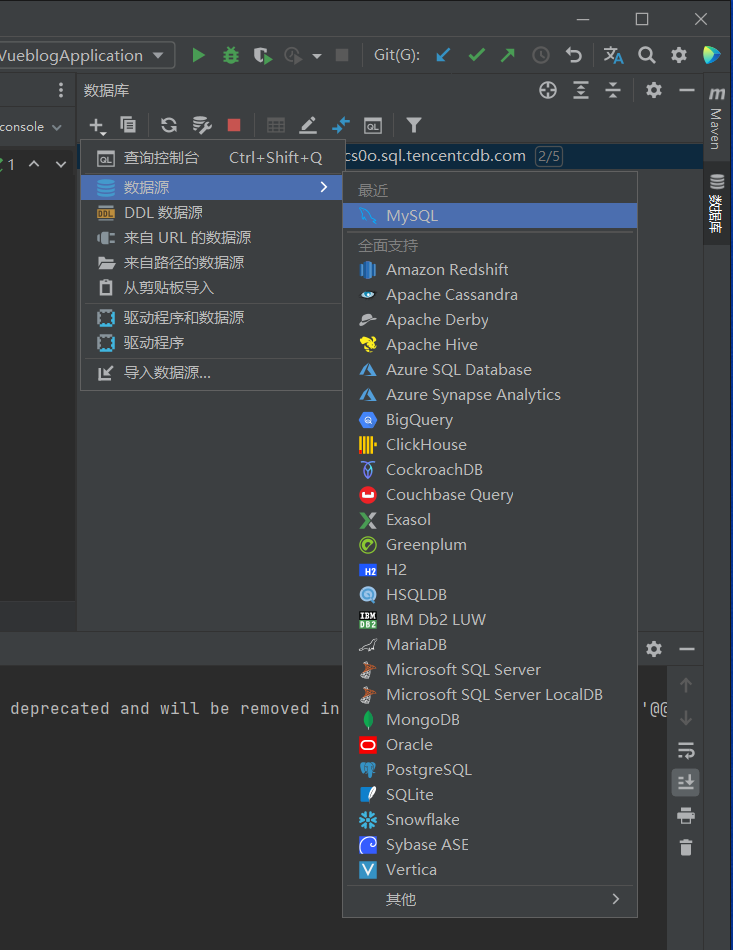 VueblogApplication Git(G):
数据库
m
Maven
数据库
console
1
查询控制台 Ctrl+Shift+Q
cs0o.sql.tencentcdb.com 2/5
数据源
DDL 数据源
来自 URL 的数据源
来自路径的数据源
从剪贴板导入
驱动程序和数据源
驱动程序
导入数据源...
最近
MySQL
全面支持
Amazon Redshift
Apache Cassandra
Apache Derby
Apache Hive
Azure SQL Database
Azure Synapse Analytics
BigQuery
ClickHouse
CockroachDB
Couchbase Query
Exasol
Greenplum
H2
HSQLDB
IBM Db2 LUW
MariaDB
Microsoft SQL Server
Microsoft SQL Server LocalDB
MongoDB
Oracle
PostgreSQL
SQLite
Snowflake
Sybase ASE
Vertica
其他
deprecated and will be removed in '@@